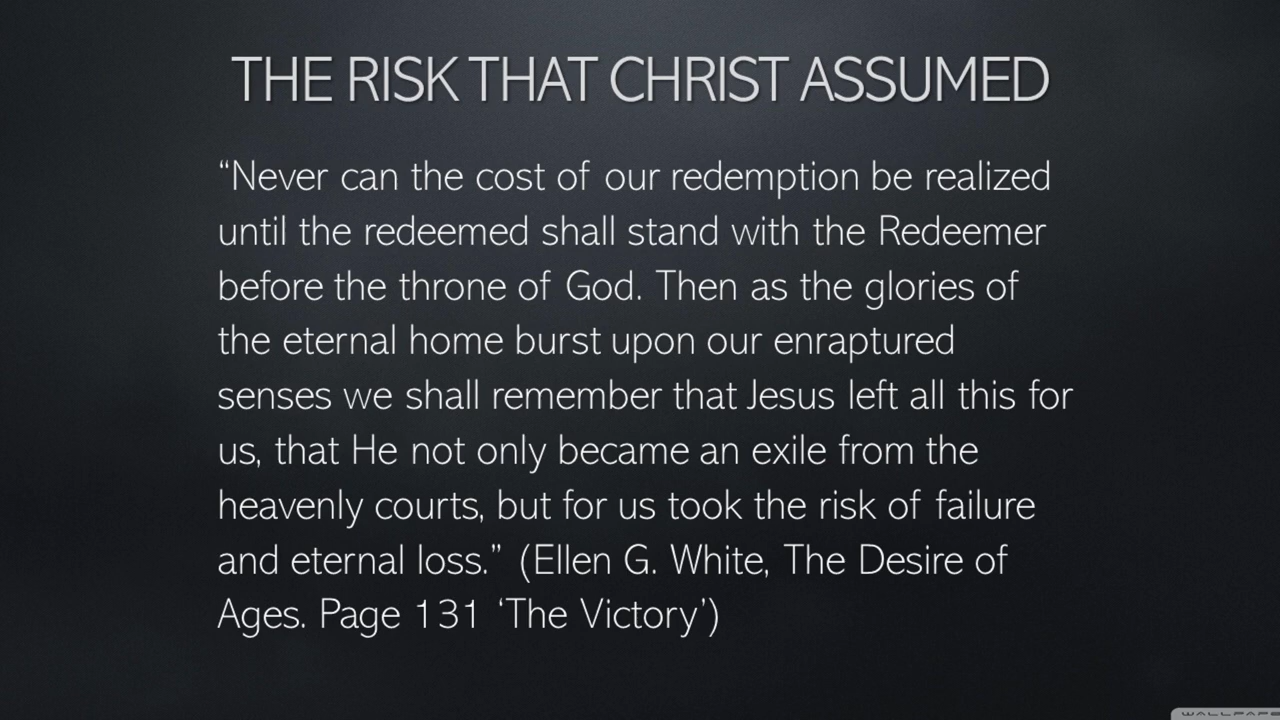 THE RISK THAT CHRIST ASSUMED
“Never can the cost of our redemption be realized
until the redeemed shall stand with the Redeemer
before the throne of God. Then as the glories of
the eternal home burst upon our enraptured
senses we shall remember that Jesus left all this for
us, that He not only became an exile from the
heavenly courts, but for us took the risk of failure
and eternal loss.” (Ellen G. White, The Desire of
Ages. Page 131 ‘The Victory’)